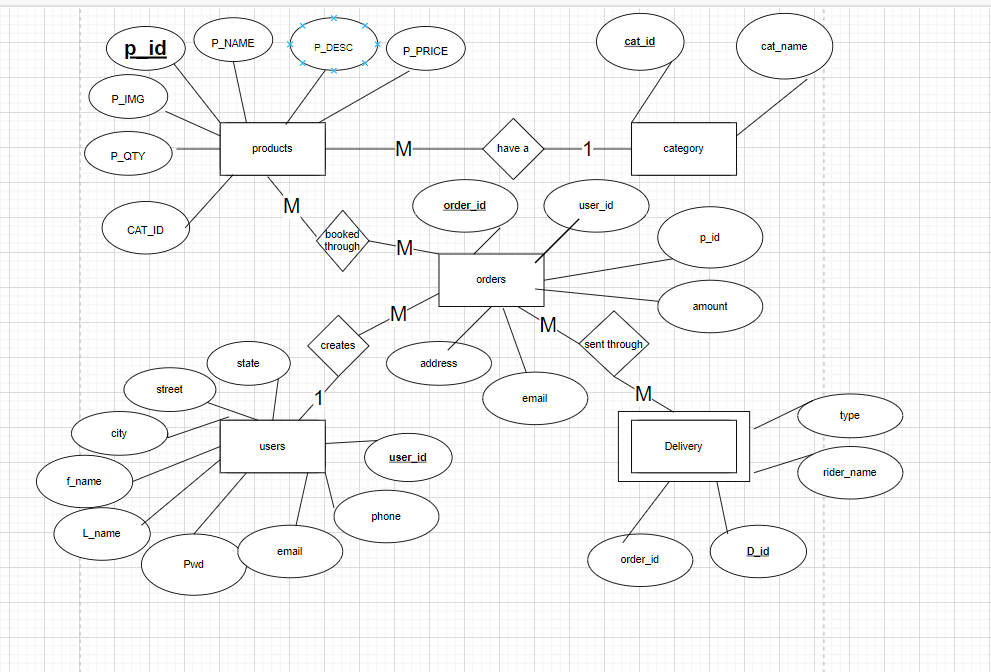 p_id
P_NAME
P_DESC
P_PRICE
cat_id
cat_name
P_IMG
P_QTY
products
M
have a
1
category
CAT_ID
M
booked
through
M
order_id
user_id
p_id
orders
amount
M
creates
1
address
email
M
sent through
M
state
street
city
f_name
L_name
Pwd
email
phone
user_id
users
Delivery
type
rider_name
order_id
D_id